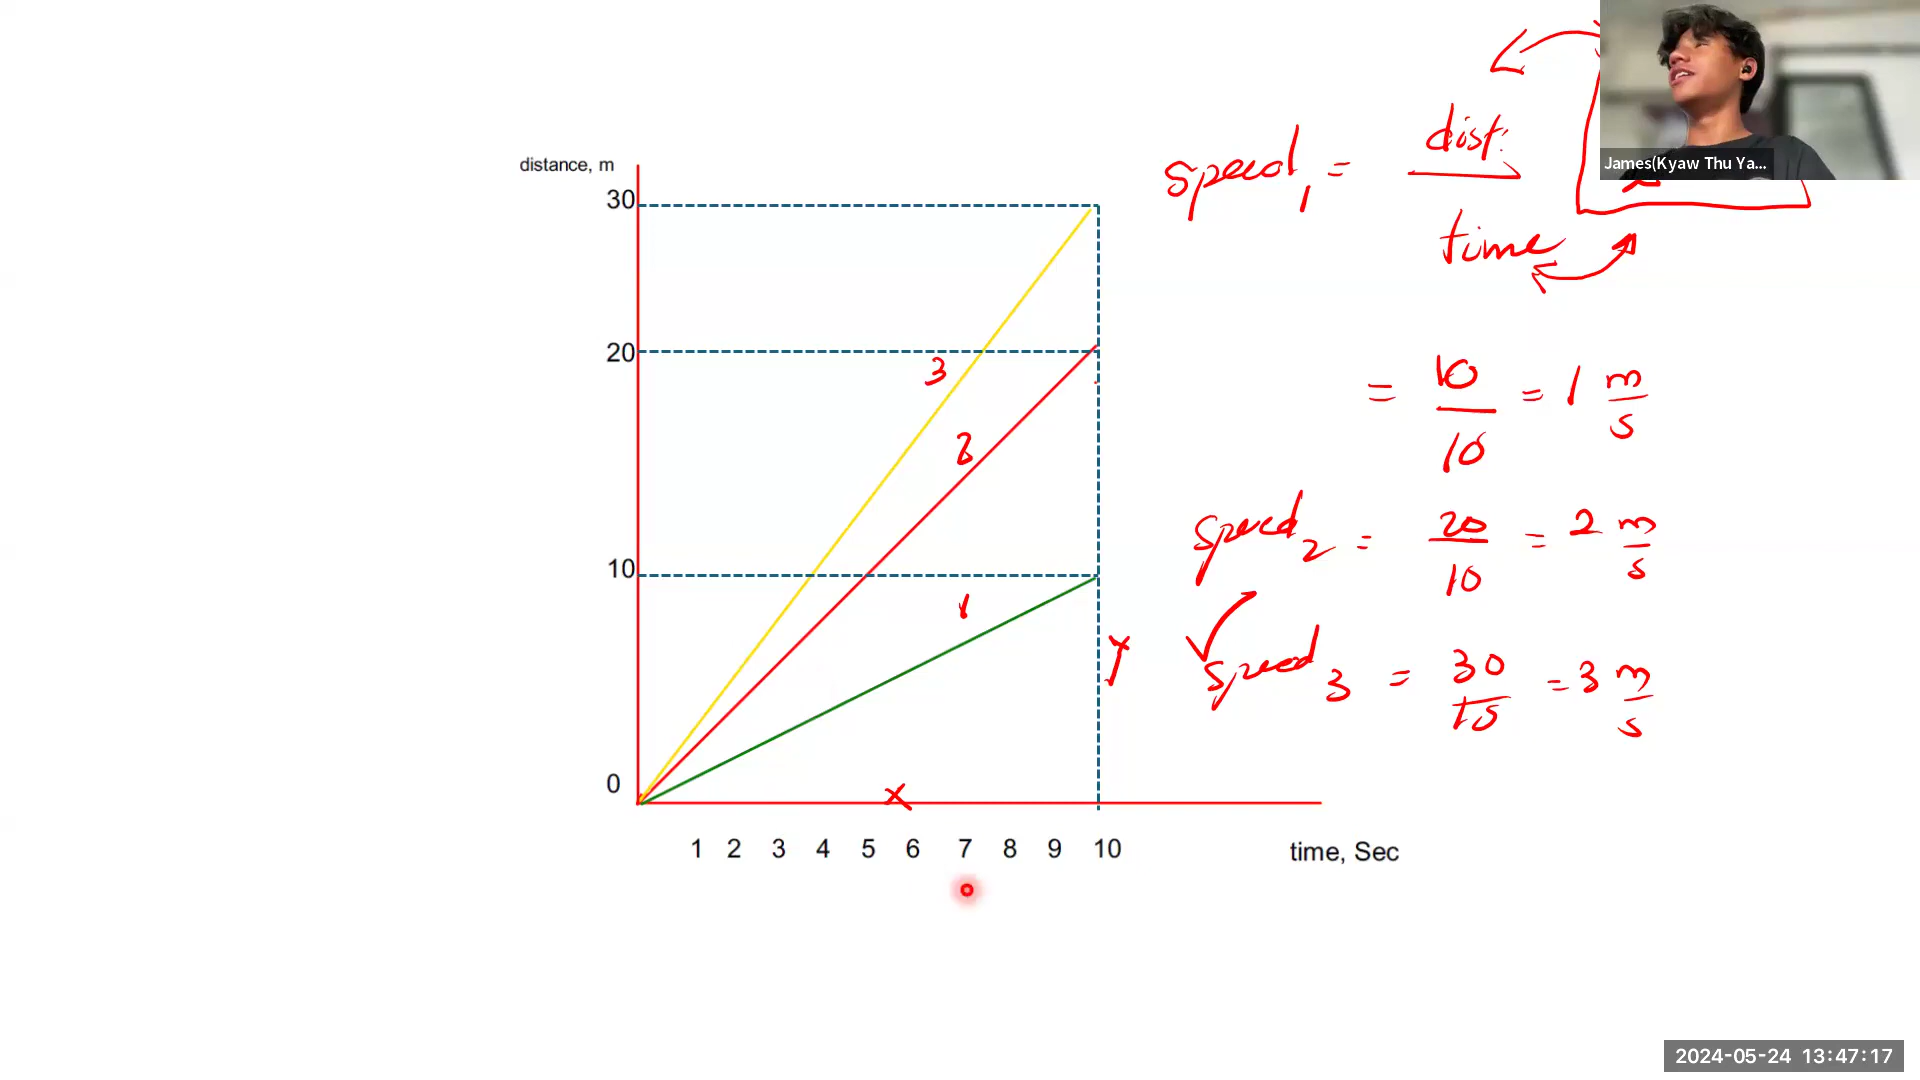 distance, m
30
20
10
0
1 2 3 4 5 6 7 8 9 10
time, Sec
3
2
1
x
y
speed1 = dist. / time
= 10 / 10 = 1 m / s
speed2 = 20 / 10 = 2 m / s
speed3 = 30 / 10 = 3 m / s
James(Kyaw Thu Ya...
2024-05-24 13:47:17